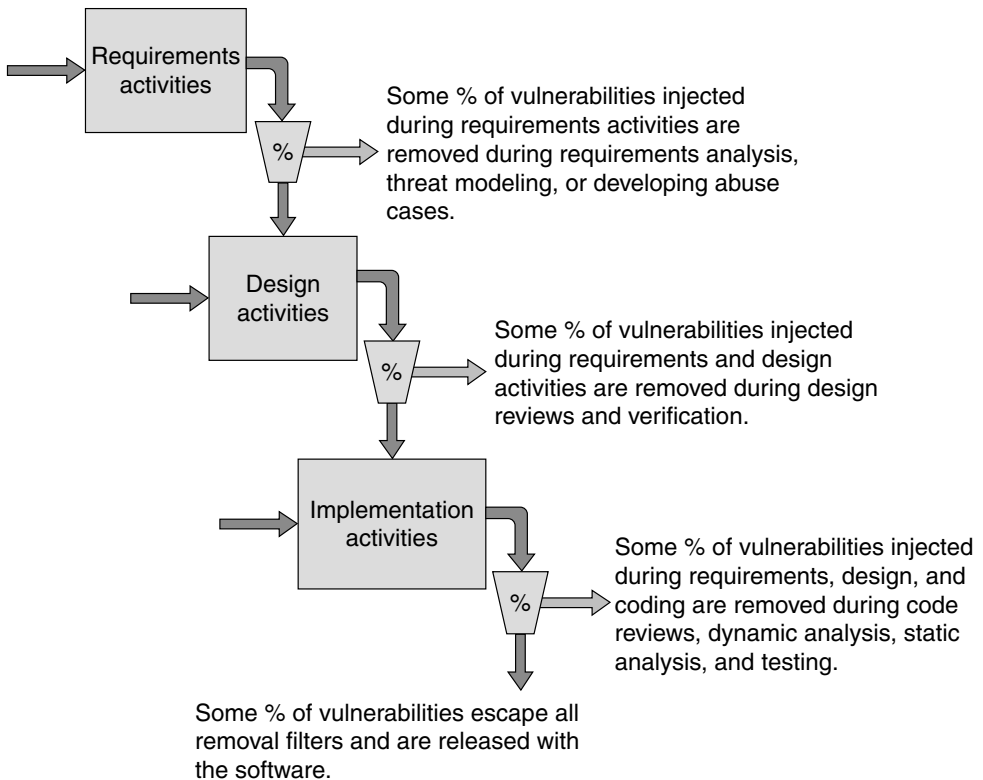 Requirements
activities
%
Some % of vulnerabilities injected
during requirements activities are
removed during requirements analysis,
threat modeling, or developing abuse
cases.
Design
activities
%
Some % of vulnerabilities injected
during requirements and design
activities are removed during design
reviews and verification.
Implementation
activities
%
Some % of vulnerabilities injected
during requirements, design, and
coding are removed during code
reviews, dynamic analysis, static
analysis, and testing.
Some % of vulnerabilities escape all
removal filters and are released with
the software.